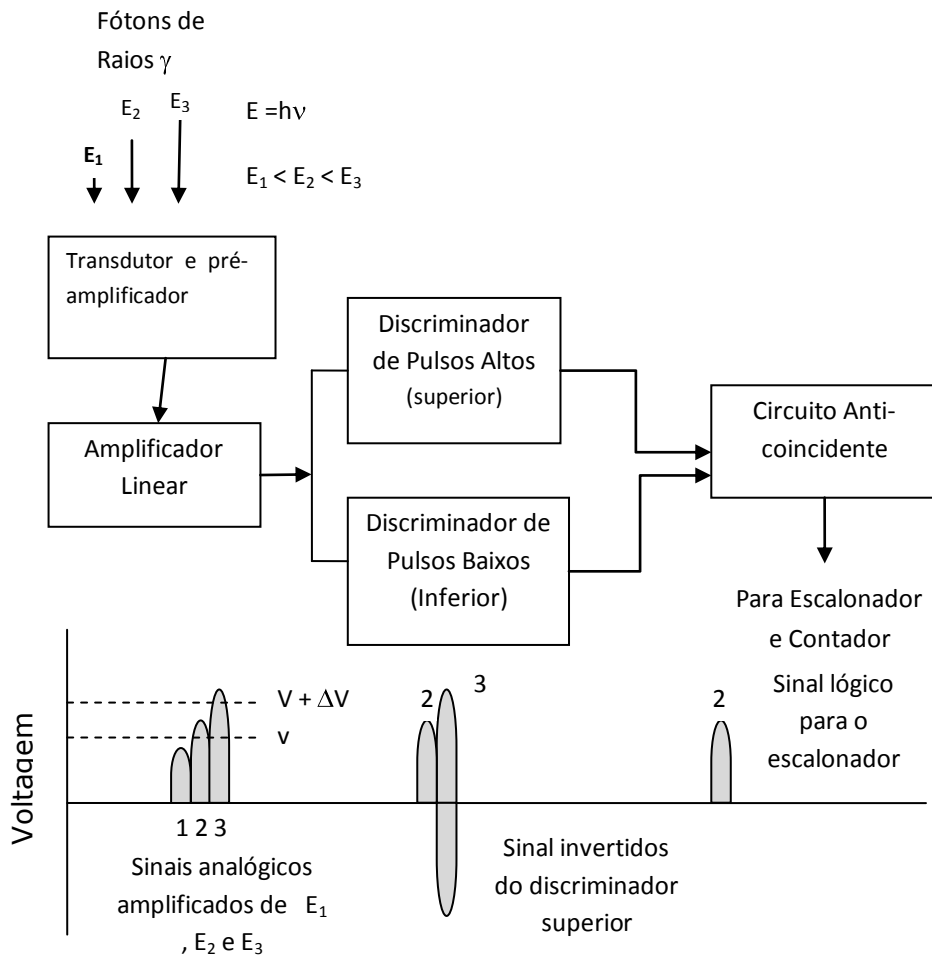 Fótons de
Raios γ
E₁
E₂
E₃
E =hν
E₁ < E₂ < E₃
Transdutor e pré-
amplificador
Amplificador
Linear
Discriminador
de Pulsos Altos
(superior)
Discriminador de
Pulsos Baixos
(Inferior)
Circuito Anti-
coincidente
Para Escalonador
e Contador
Sinal lógico
para o
escalonador
Voltagem
V + ΔV
v
1 2 3
Sinais analógicos
amplificados de E₁
, E₂ e E₃
2
3
Sinal invertidos
do discriminador
superior
2